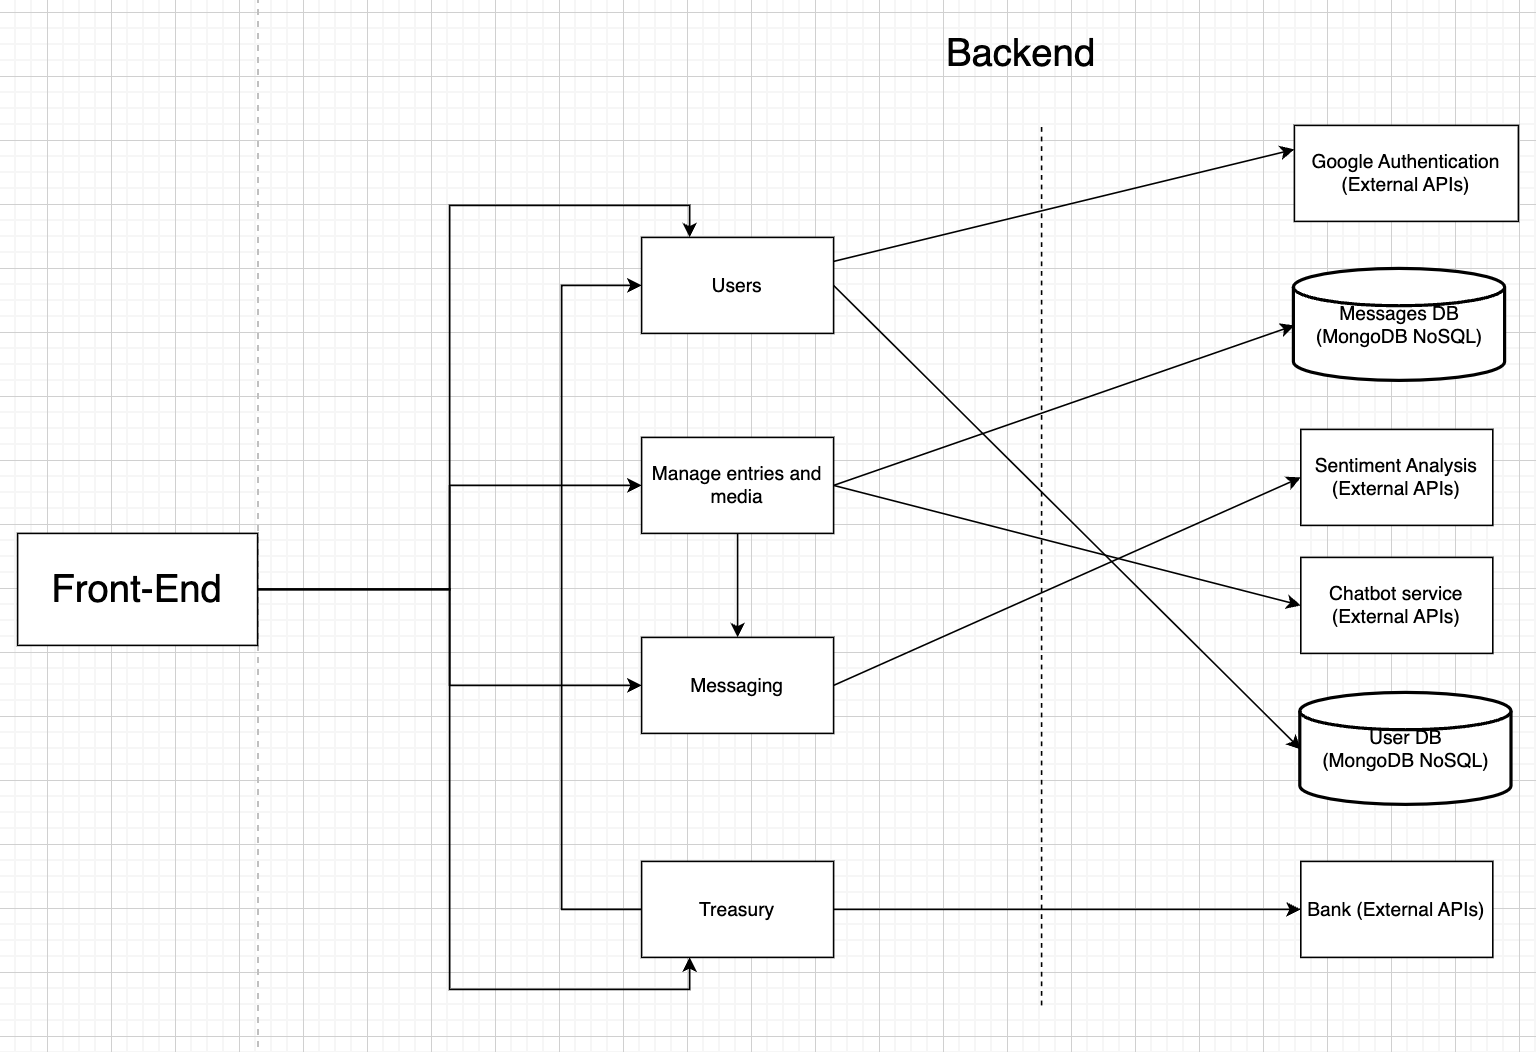 Backend
Google Authentication
(External APIs)
Users
Messages DB
(MongoDB NoSQL)
Manage entries and
media
Sentiment Analysis
(External APIs)
Front-End
Chatbot service
(External APIs)
Messaging
User DB
(MongoDB NoSQL)
Treasury
Bank (External APIs)